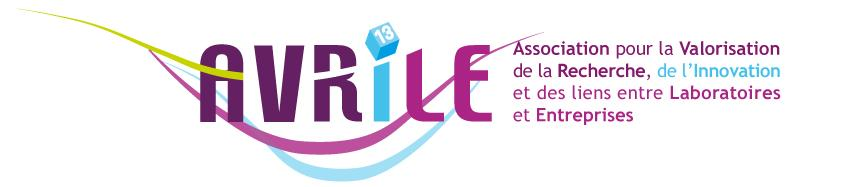 13
AVRiLE
Association pour la Valorisation
de la Recherche, de l'Innovation
et des liens entre Laboratoires
et Entreprises